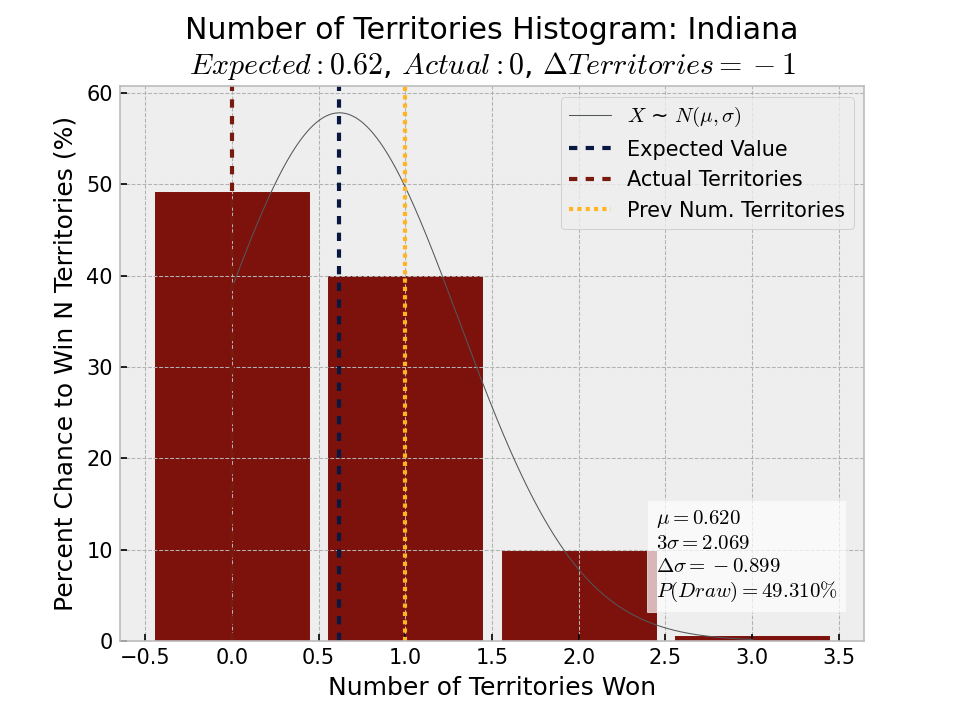 Number of Territories Histogram: Indiana
Expected : 0.62, Actual : 0, ΔTerritories = −1
Percent Chance to Win N Territories (%)
60
50
40
30
20
10
0
X ~ N(μ, σ)
Expected Value
Actual Territories
Prev Num. Territories
μ = 0.620
3σ = 2.069
Δσ = −0.899
P(Draw) = 49.310%
−0.5 0.0 0.5 1.0 1.5 2.0 2.5 3.0 3.5
Number of Territories Won